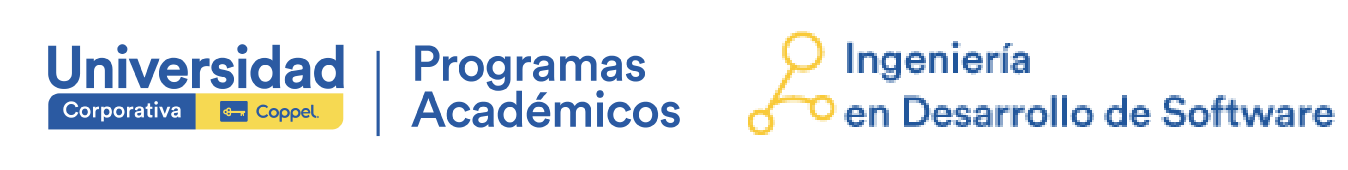 Universidad
Corporativa Coppel.
Programas
Académicos
Ingeniería
en Desarrollo de Software